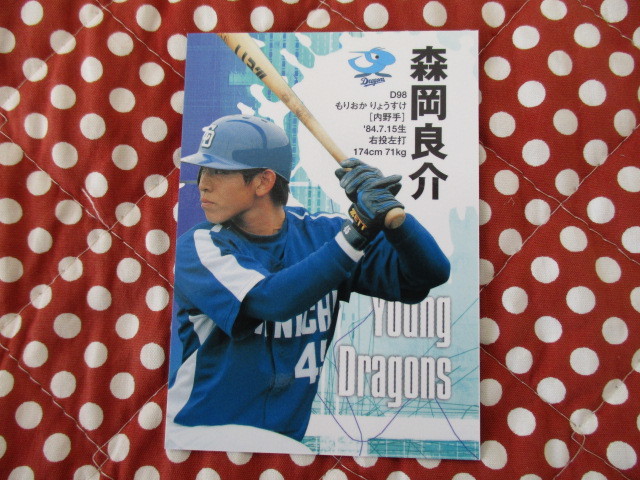 森岡良介
Dragons
D98
もりおか りょうすけ
[内野手]
'84.7.15生
右投左打
174cm 71kg
Young
Dragons